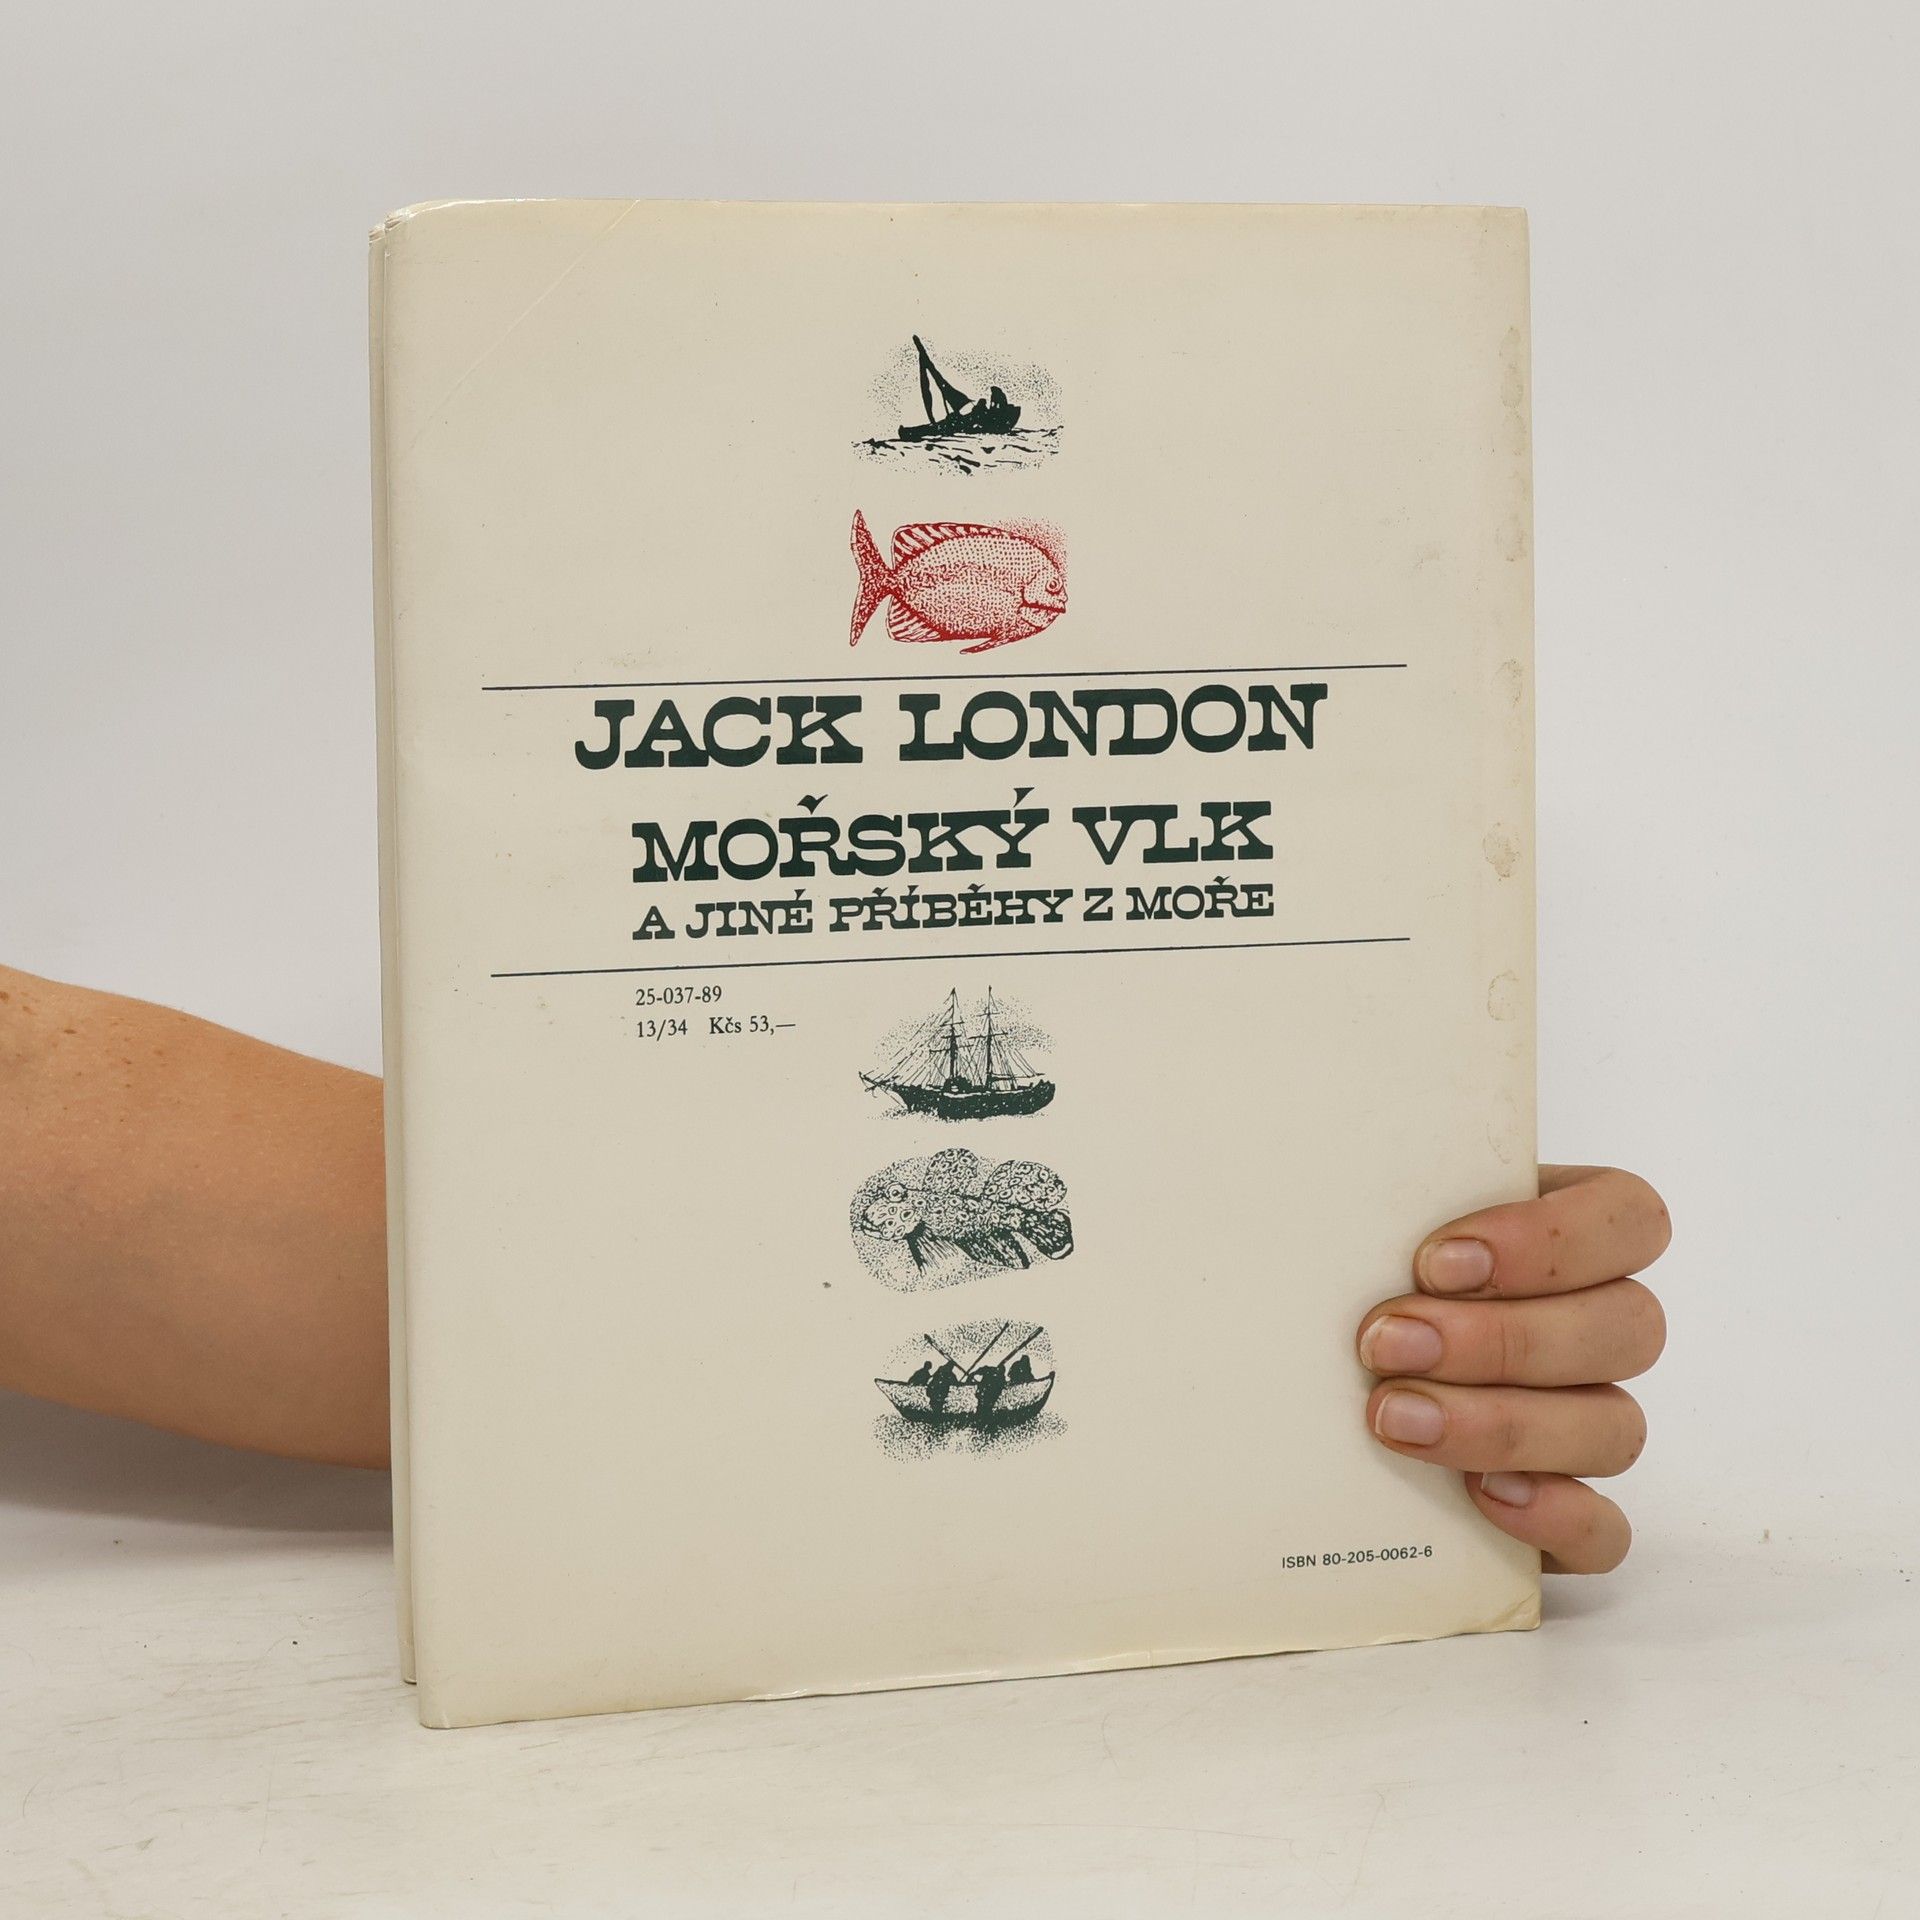 JACK LONDON
MOŘSKÝ VLK
A JINÉ PŘÍBĚHY Z MOŘE
25-037-89
13/34 Kčs 53,—
ISBN 80-205-0062-6